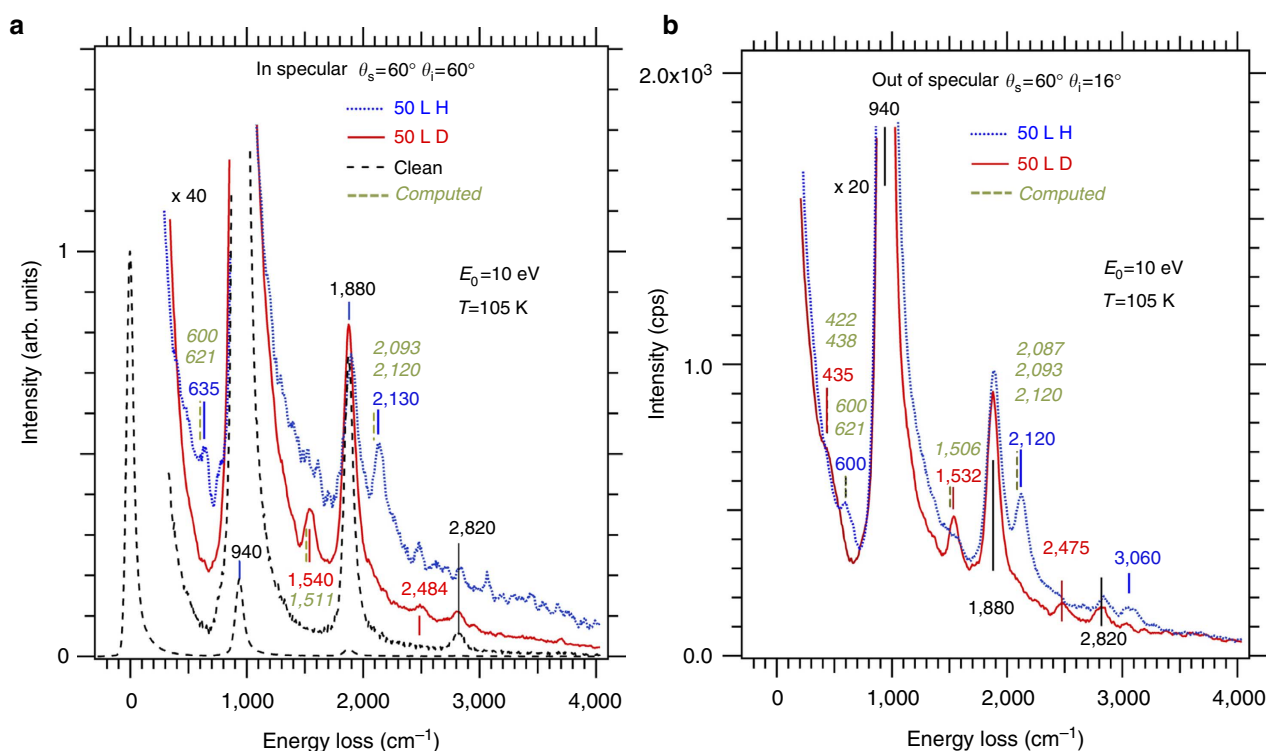 a
In specular θs=60° θi=60°
50 L H
50 L D
Clean
Computed
x 40
E0=10 eV
T=105 K
1,880
600
621
635
2,093
2,120
2,130
940
2,820
1,540
1,511
2,484
1
0
Intensity (arb. units)
0
1,000
2,000
3,000
4,000
Energy loss (cm−1)
b
Out of specular θs=60° θi=16°
940
50 L H
50 L D
Computed
x 20
E0=10 eV
T=105 K
422
438
435
600
621
600
2,087
2,093
2,120
2,120
1,506
1,532
2,475
3,060
1,880
2,820
2.0x10³
1.0
0.0
Intensity (cps)
0
1,000
2,000
3,000
4,000
Energy loss (cm−1)